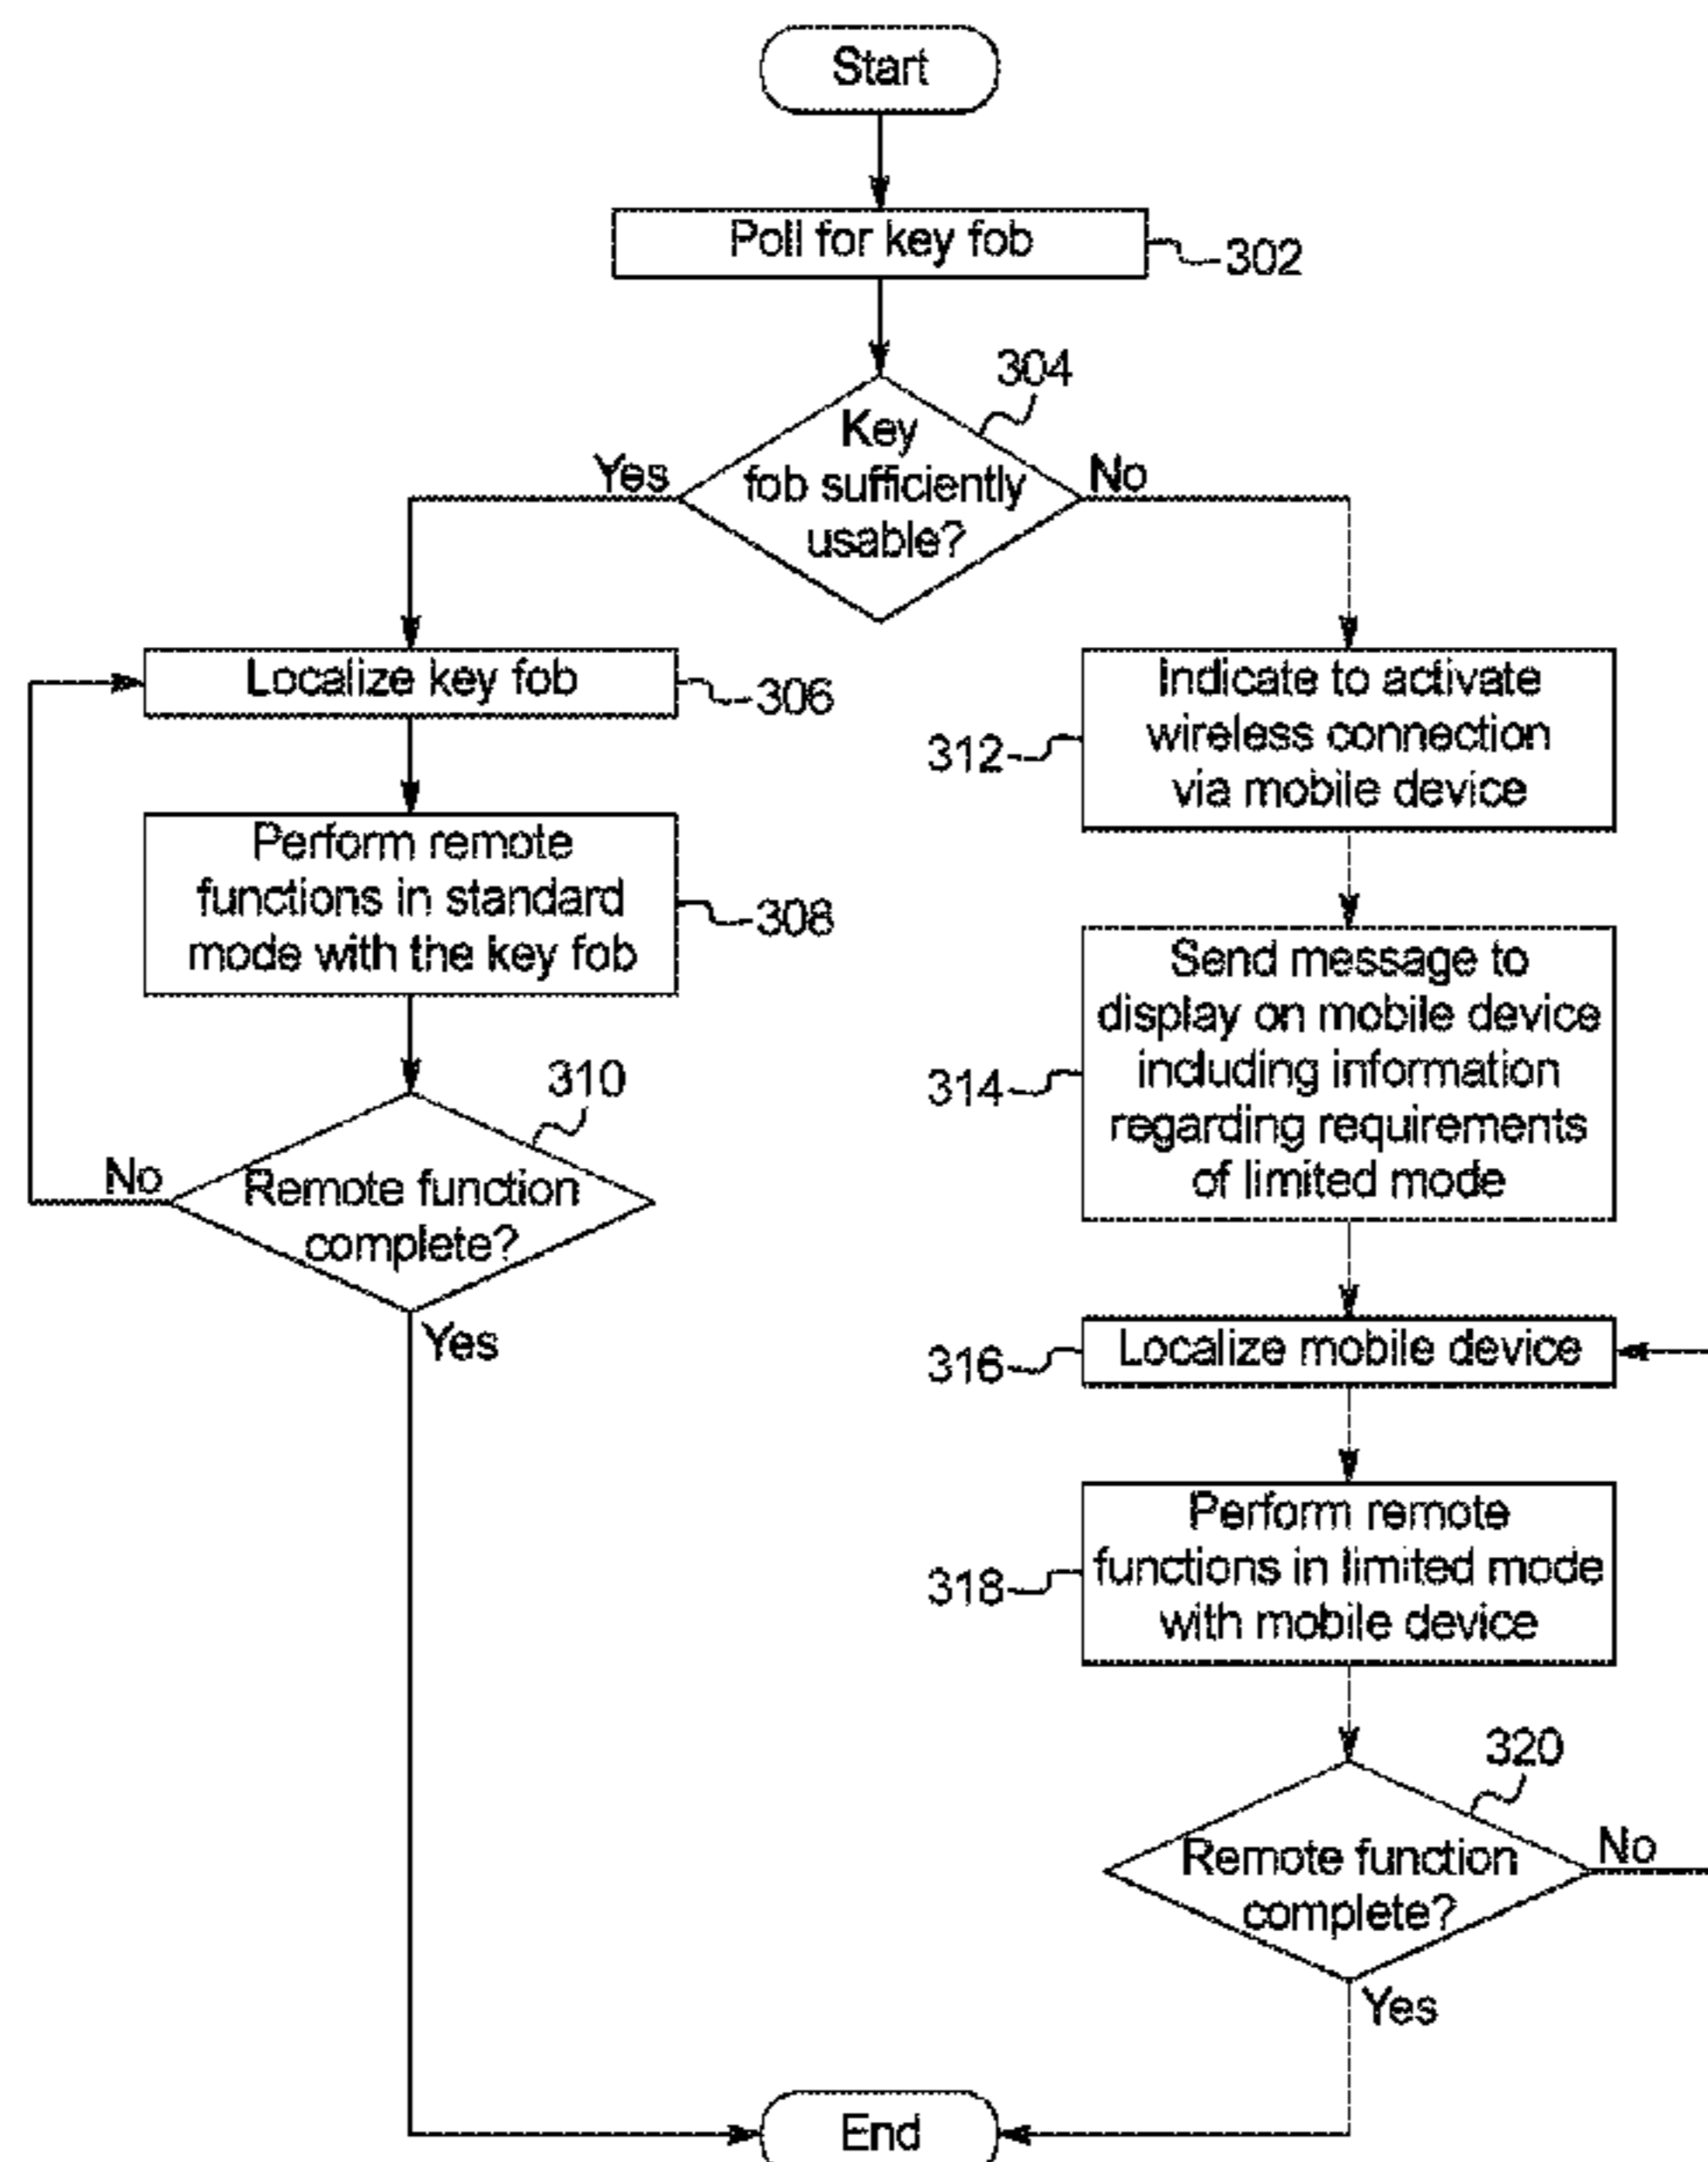 Start
Poll for key fob
302
304
Key
fob sufficiently
usable?
Yes
No
Localize key fob
306
Perform remote
functions in standard
mode with the key fob
308
310
Remote function
complete?
No
Yes
Indicate to activate
wireless connection
via mobile device
312
Send message to
display on mobile device
including information
regarding requirements
of limited mode
314
Localize mobile device
316
Perform remote
functions in limited mode
with mobile device
318
320
Remote function
complete?
No
Yes
End